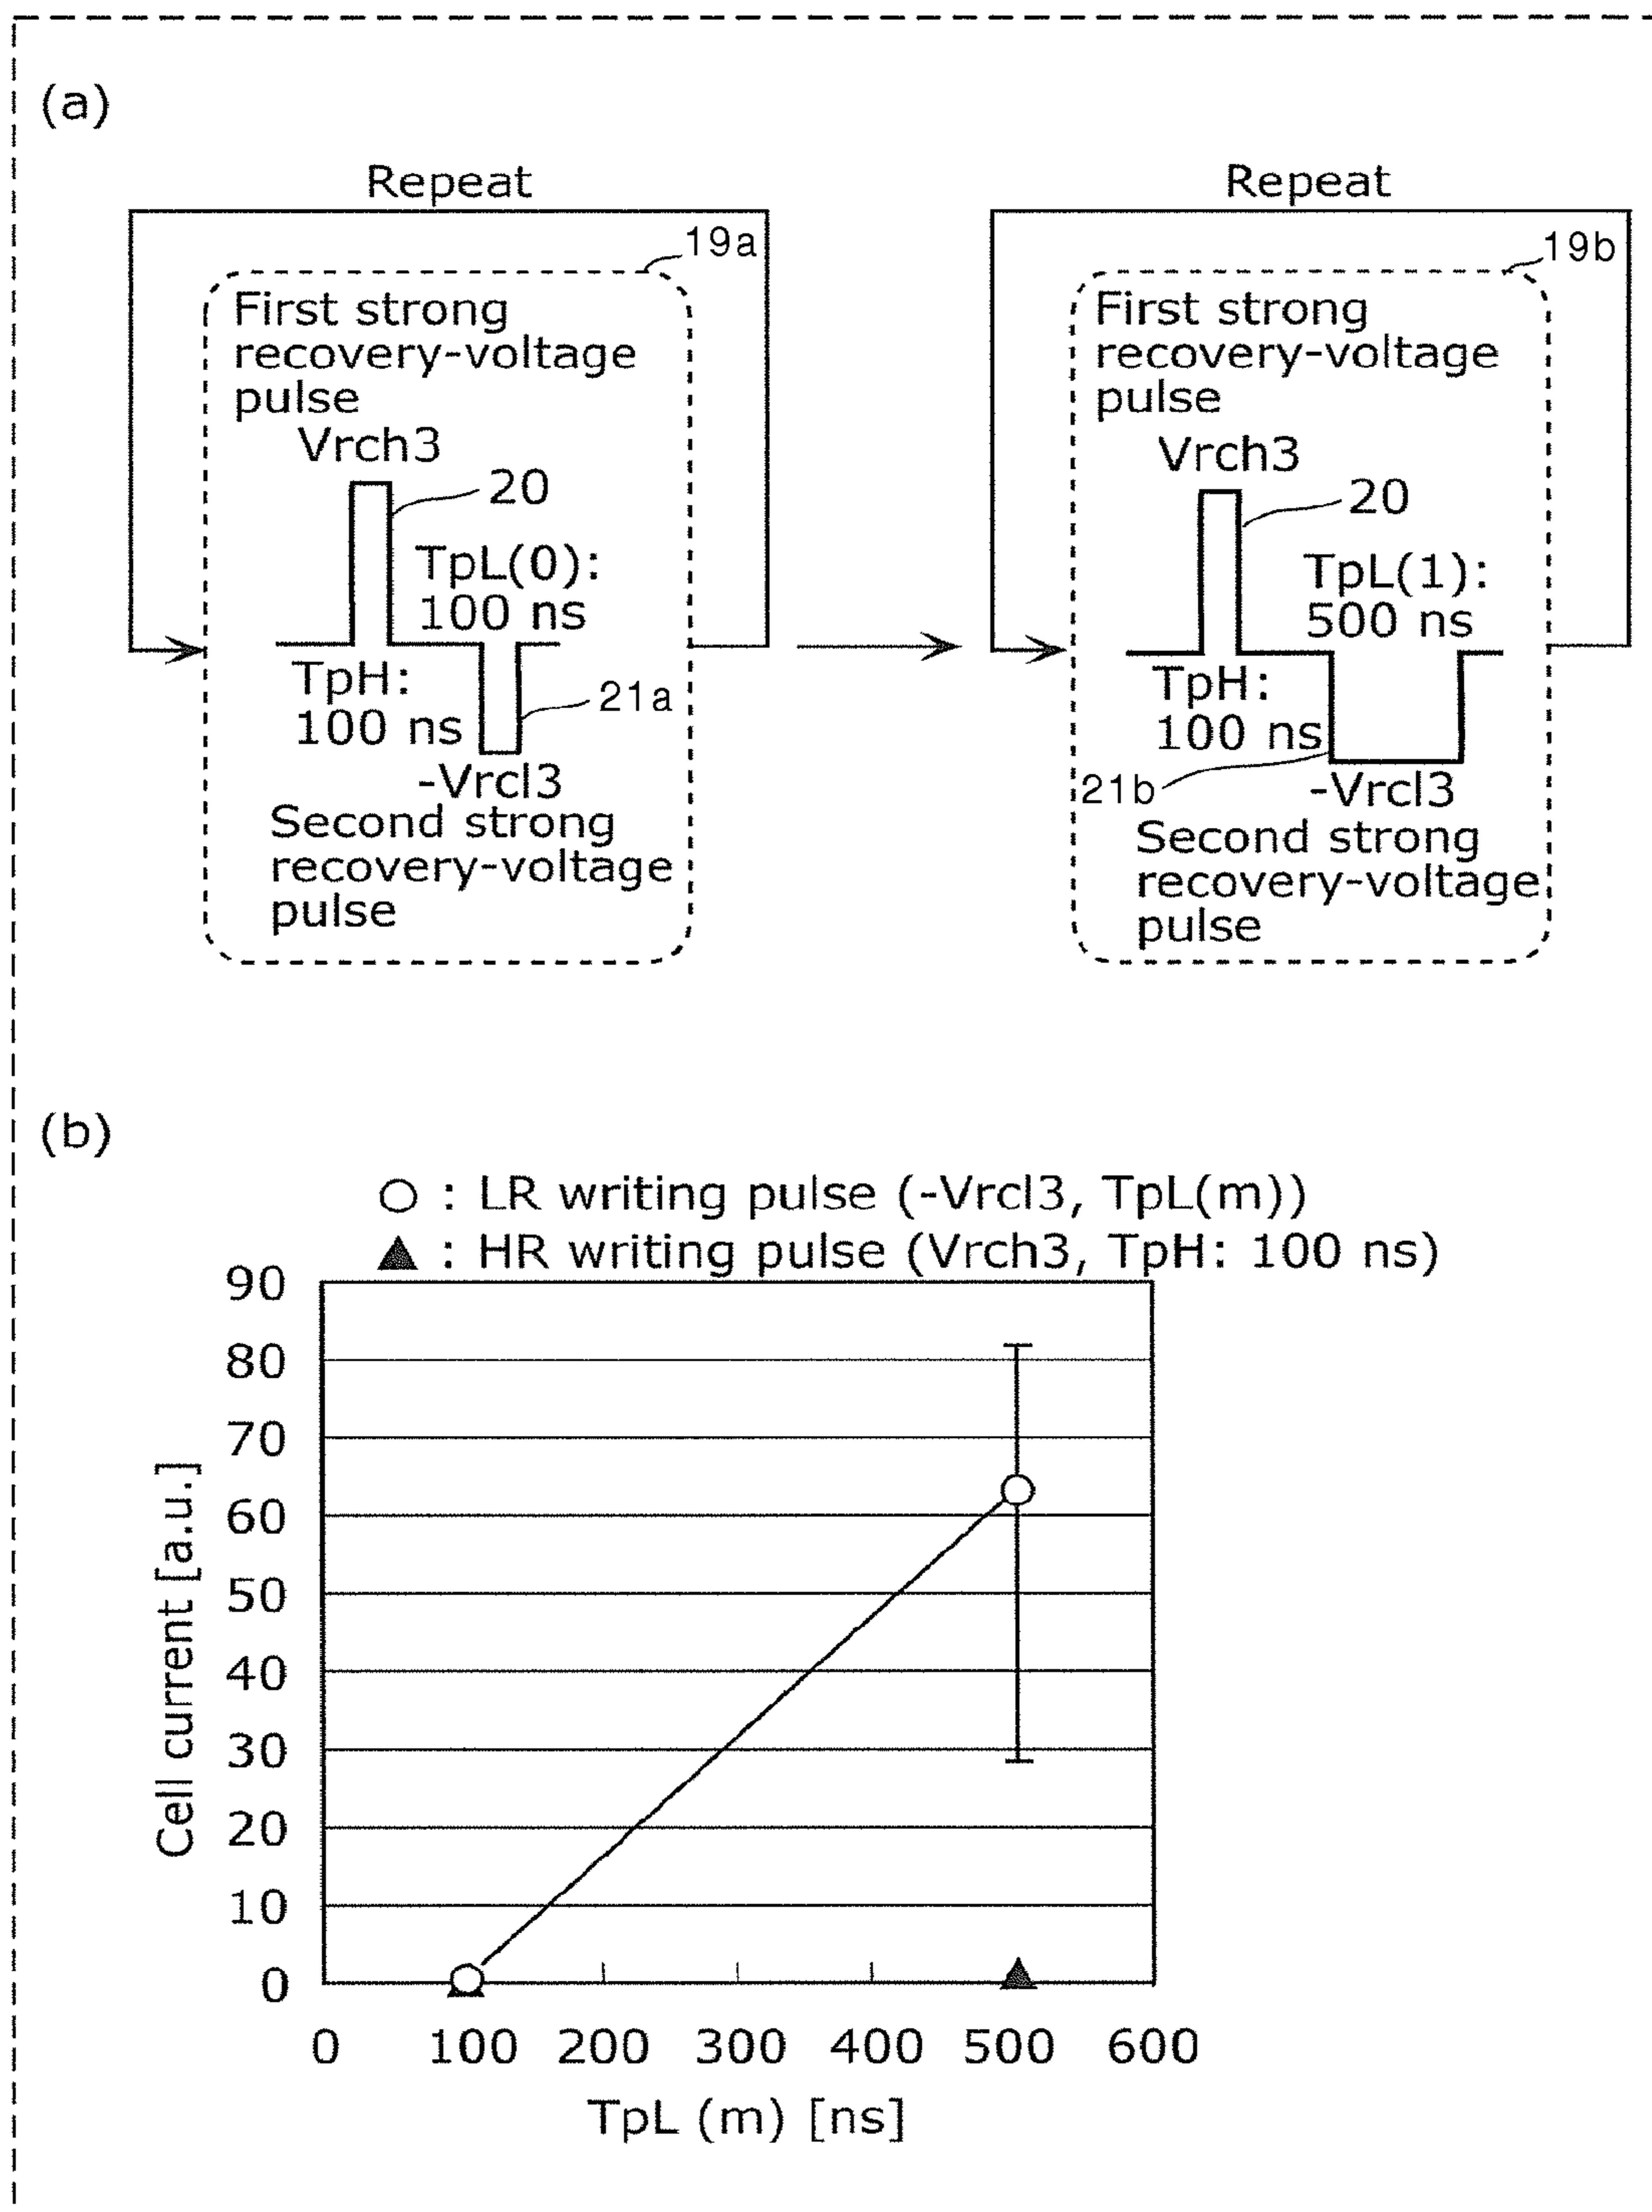 (a)
Repeat
19a
First strong
recovery-voltage
pulse
Vrch3
20
TpL(0):
100 ns
TpH:
100 ns
21a
-Vrcl3
Second strong
recovery-voltage
pulse
Repeat
19b
First strong
recovery-voltage
pulse
Vrch3
20
TpL(1):
500 ns
TpH:
100 ns
21b
-Vrcl3
Second strong
recovery-voltage
pulse
(b)
○ : LR writing pulse (-Vrcl3, TpL(m))
▲ : HR writing pulse (Vrch3, TpH: 100 ns)
90
80
70
60
50
40
30
20
10
0
Cell current [a.u.]
0 100 200 300 400 500 600
TpL (m) [ns]